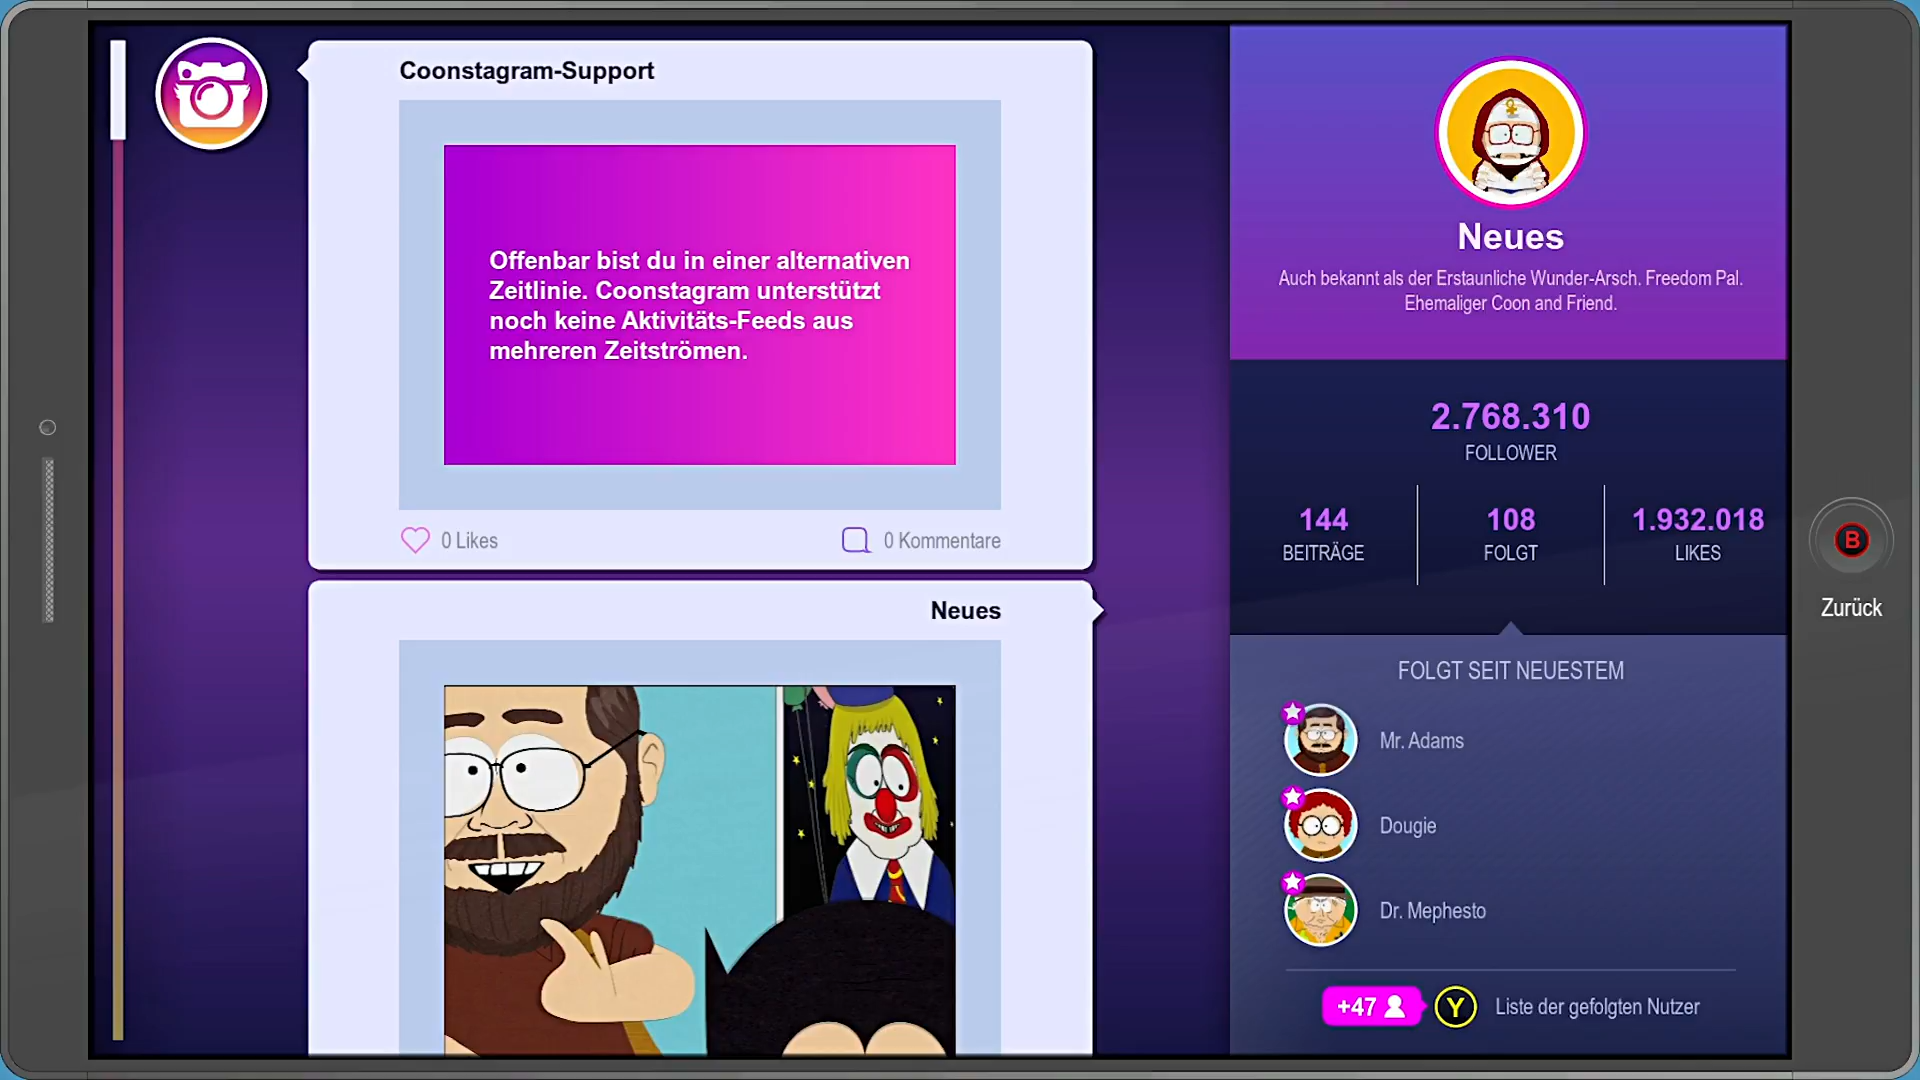 Coonstagram-Support
Offenbar bist du in einer alternativen
Zeitlinie. Coonstagram unterstützt
noch keine Aktivitäts-Feeds aus
mehreren Zeitströmen.
0 Likes
0 Kommentare
Neues
Neues
Auch bekannt als der Erstaunliche Wunder-Arsch. Freedom Pal.
Ehemaliger Coon and Friend.
2.768.310
FOLLOWER
144
BEITRÄGE
108
FOLGT
1.932.018
LIKES
FOLGT SEIT NEUESTEM
Mr. Adams
Dougie
Dr. Mephesto
+47
Y
Liste der gefolgten Nutzer
B
Zurück